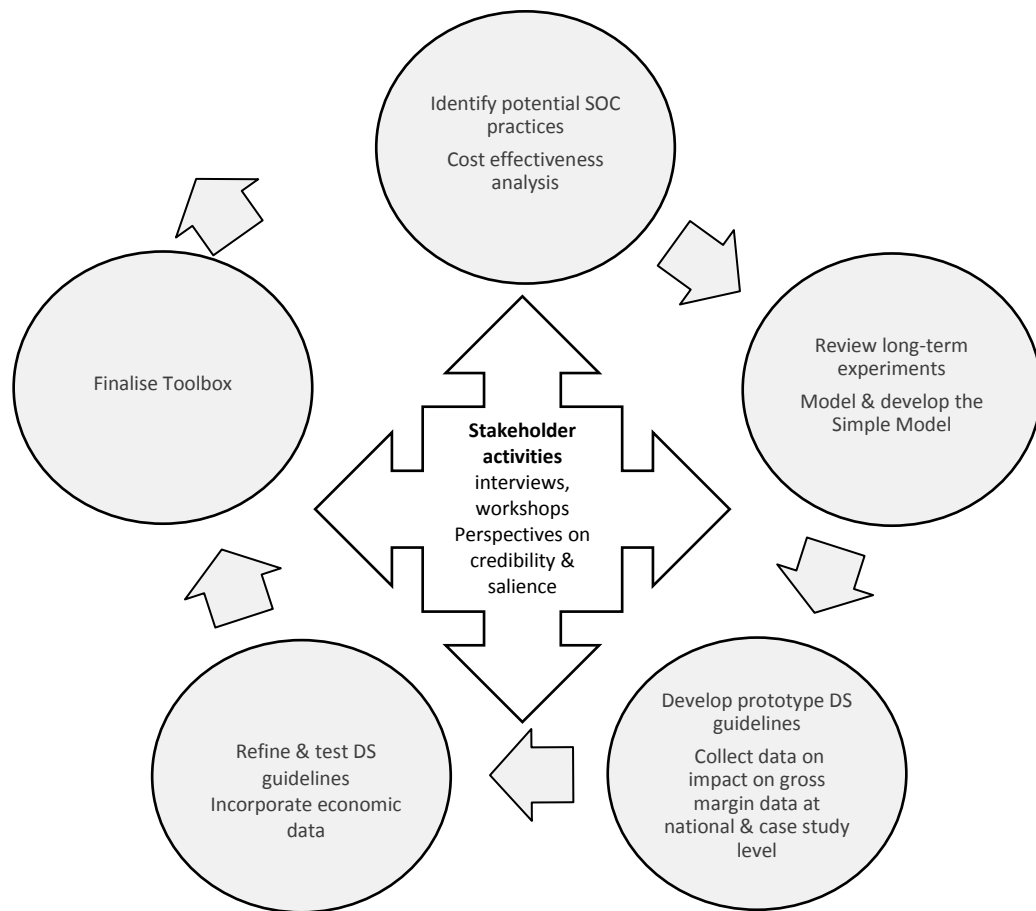 Identify potential SOC
practices
Cost effectiveness
analysis
Review long-term
experiments
Model & develop the
Simple Model
Finalise Toolbox
Stakeholder
activities
interviews,
workshops
Perspectives on
credibility &
salience
Develop prototype DS
guidelines
Collect data on
impact on gross
margin data at
national & case study
level
Refine & test DS
guidelines
Incorporate economic
data